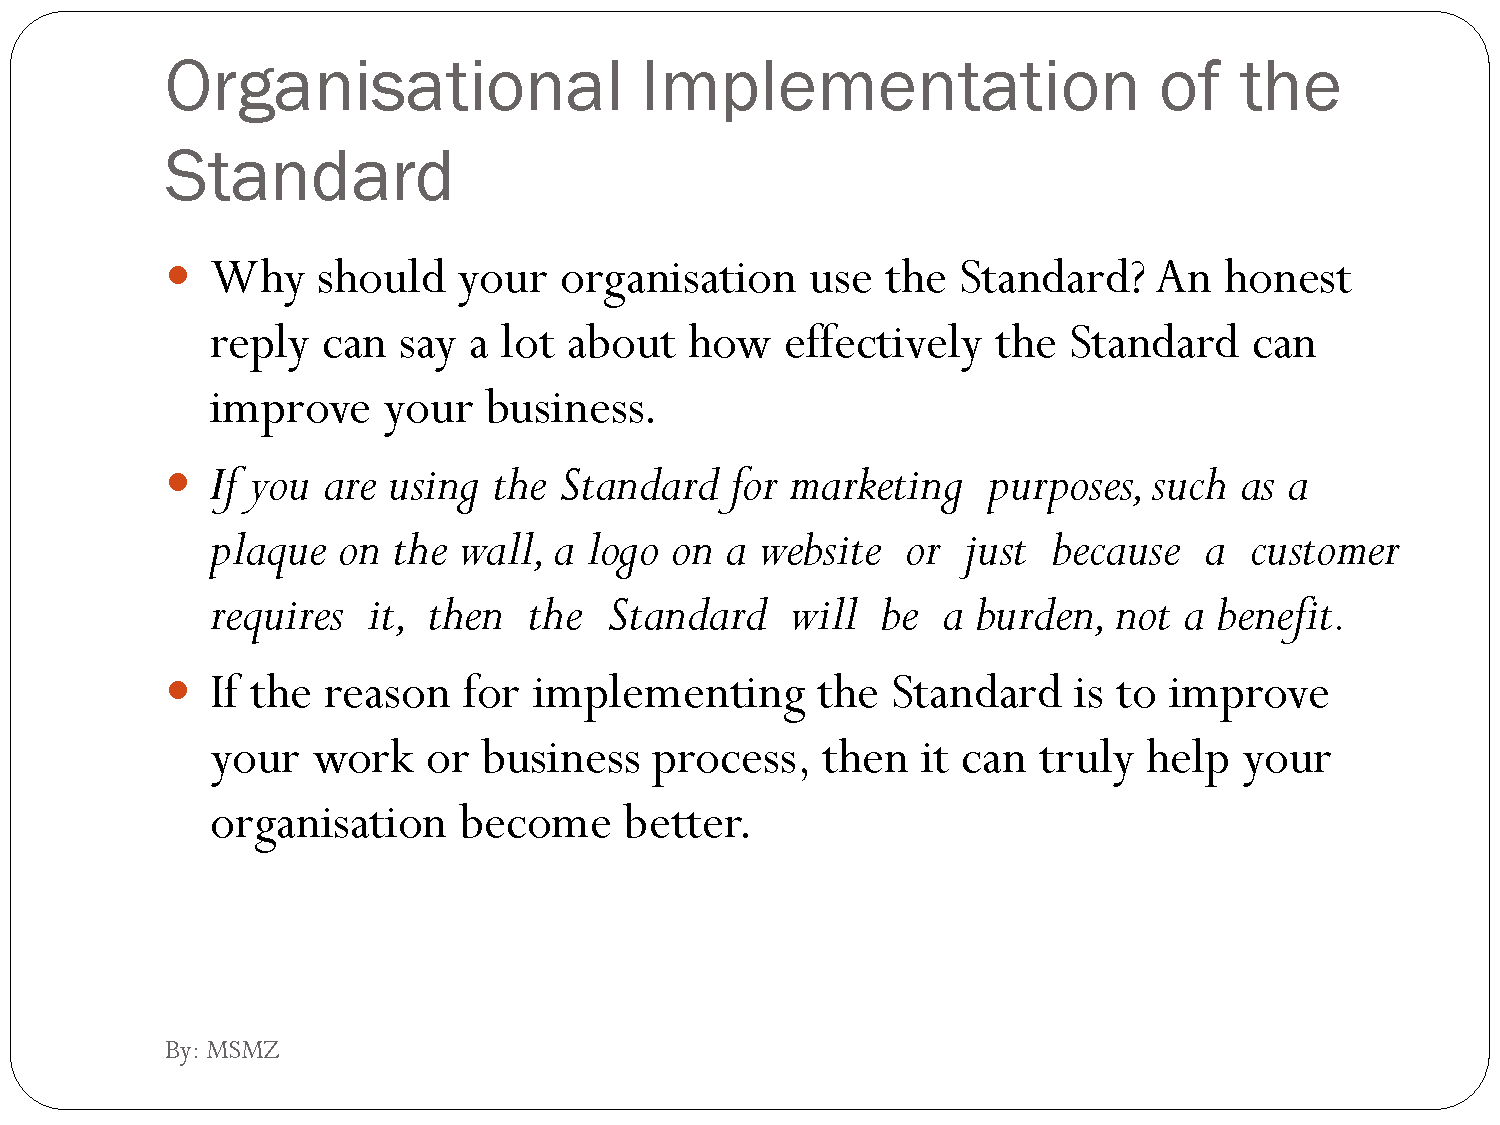 Organisational Implementation of the
Standard
• Why should your organisation use the Standard? An honest
reply can say a lot about how effectively the Standard can
improve your business.
• If you are using the Standard for marketing purposes, such as a
plaque on the wall, a logo on a website or just because a customer
requires it, then the Standard will be a burden, not a benefit.
• If the reason for implementing the Standard is to improve
your work or business process, then it can truly help your
organisation become better.
By: MSMZ